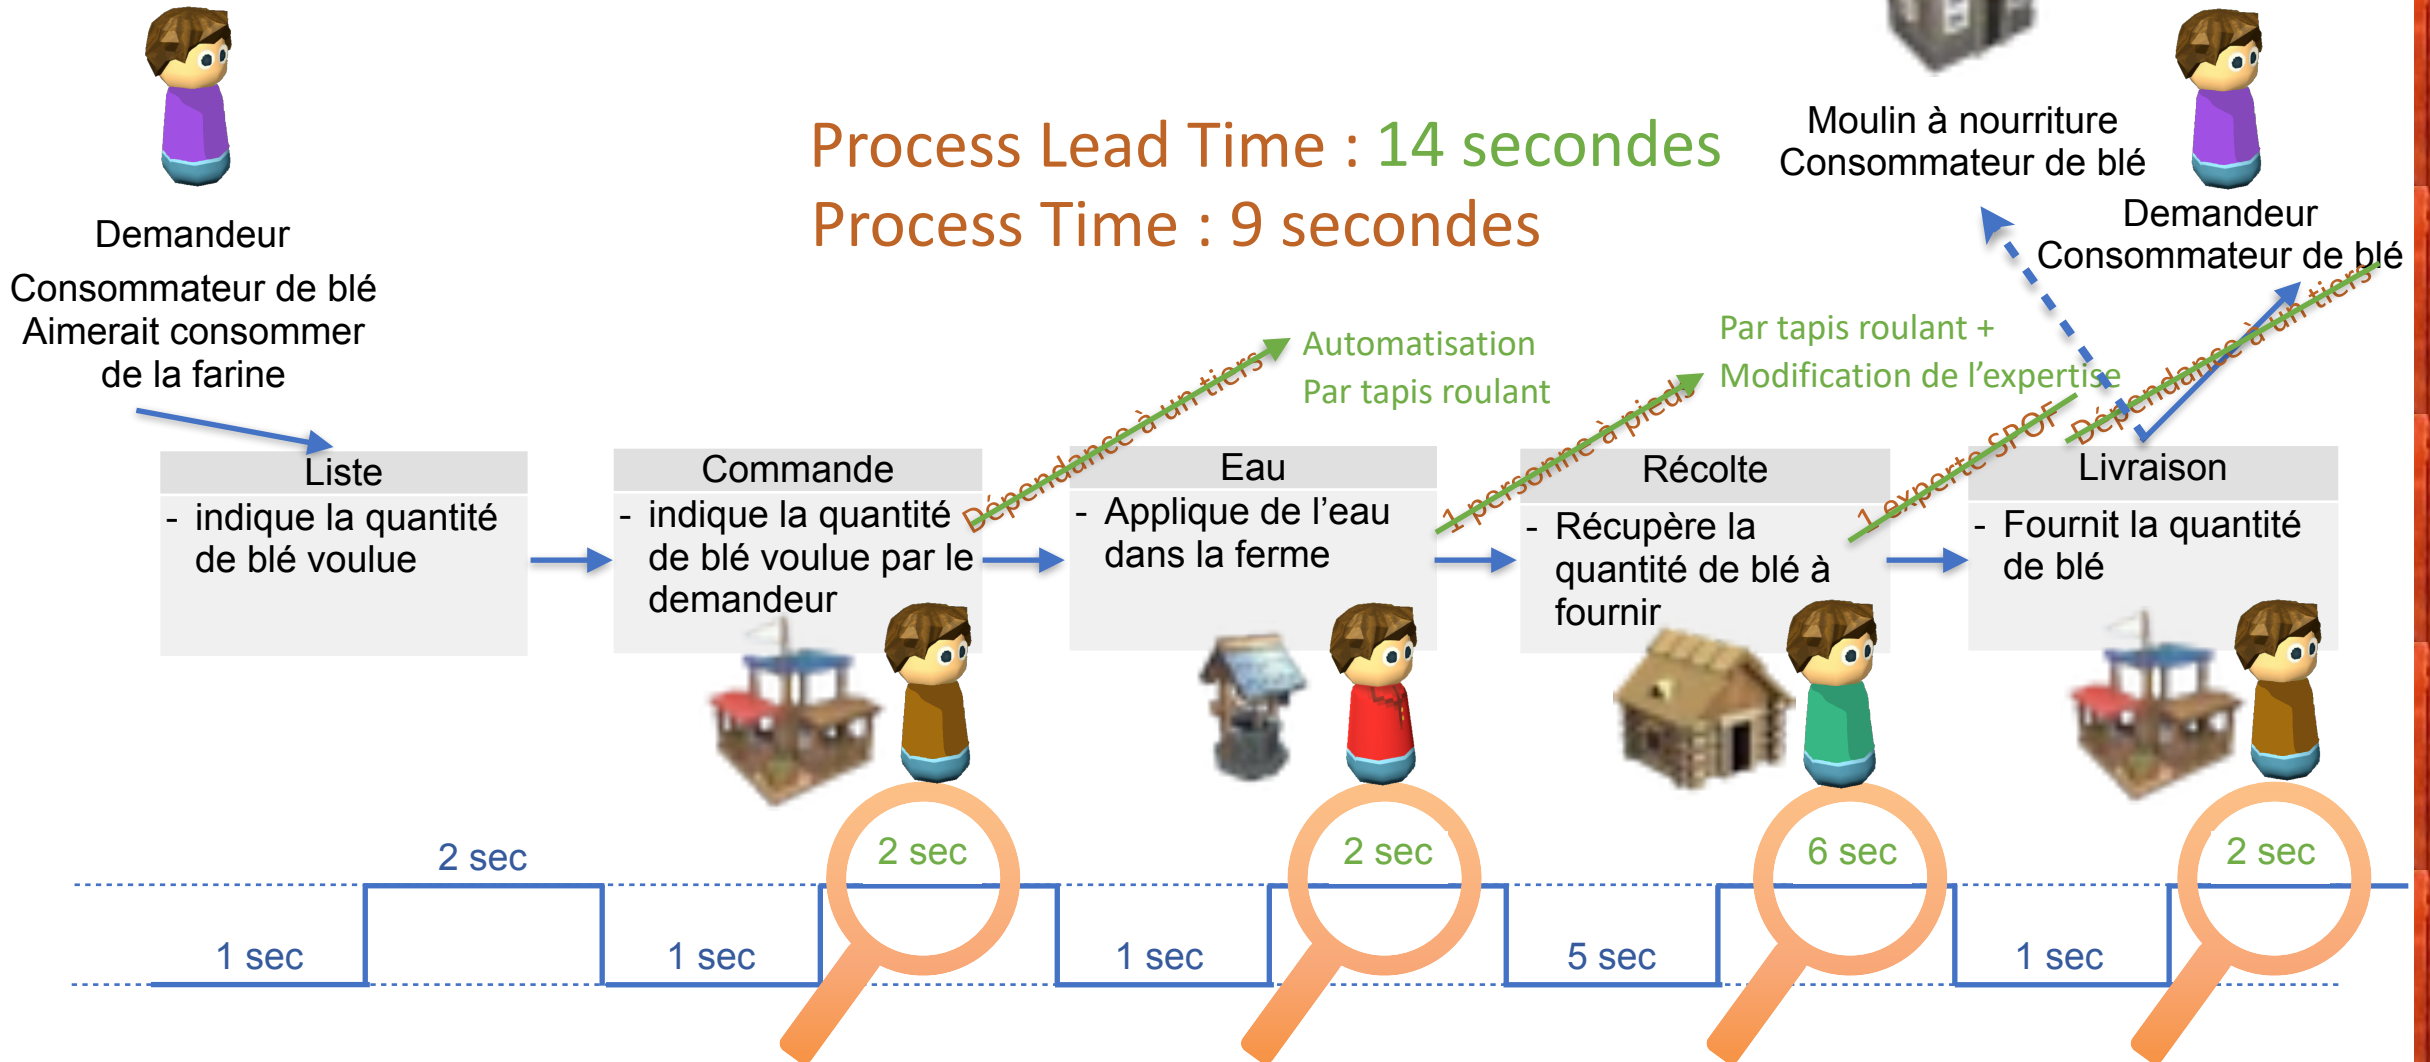 Process Lead Time : 14 secondes
Process Time : 9 secondes
Demandeur
Consommateur de blé
Aimerait consommer
de la farine
Moulin à nourriture
Consommateur de blé
Demandeur
Consommateur de blé
Dépendance à un tiers
Automatisation
Par tapis roulant
1 personne à pieds
Par tapis roulant +
Modification de l’expertise
1 experte SPOF
Dépendance à un tiers
Liste
- indique la quantité
de blé voulue
Commande
- indique la quantité
de blé voulue par le
demandeur
Eau
- Applique de l’eau
dans la ferme
Récolte
- Récupère la
quantité de blé à
fournir
Livraison
- Fournit la quantité
de blé
2 sec
2 sec
2 sec
6 sec
2 sec
1 sec
1 sec
1 sec
5 sec
1 sec